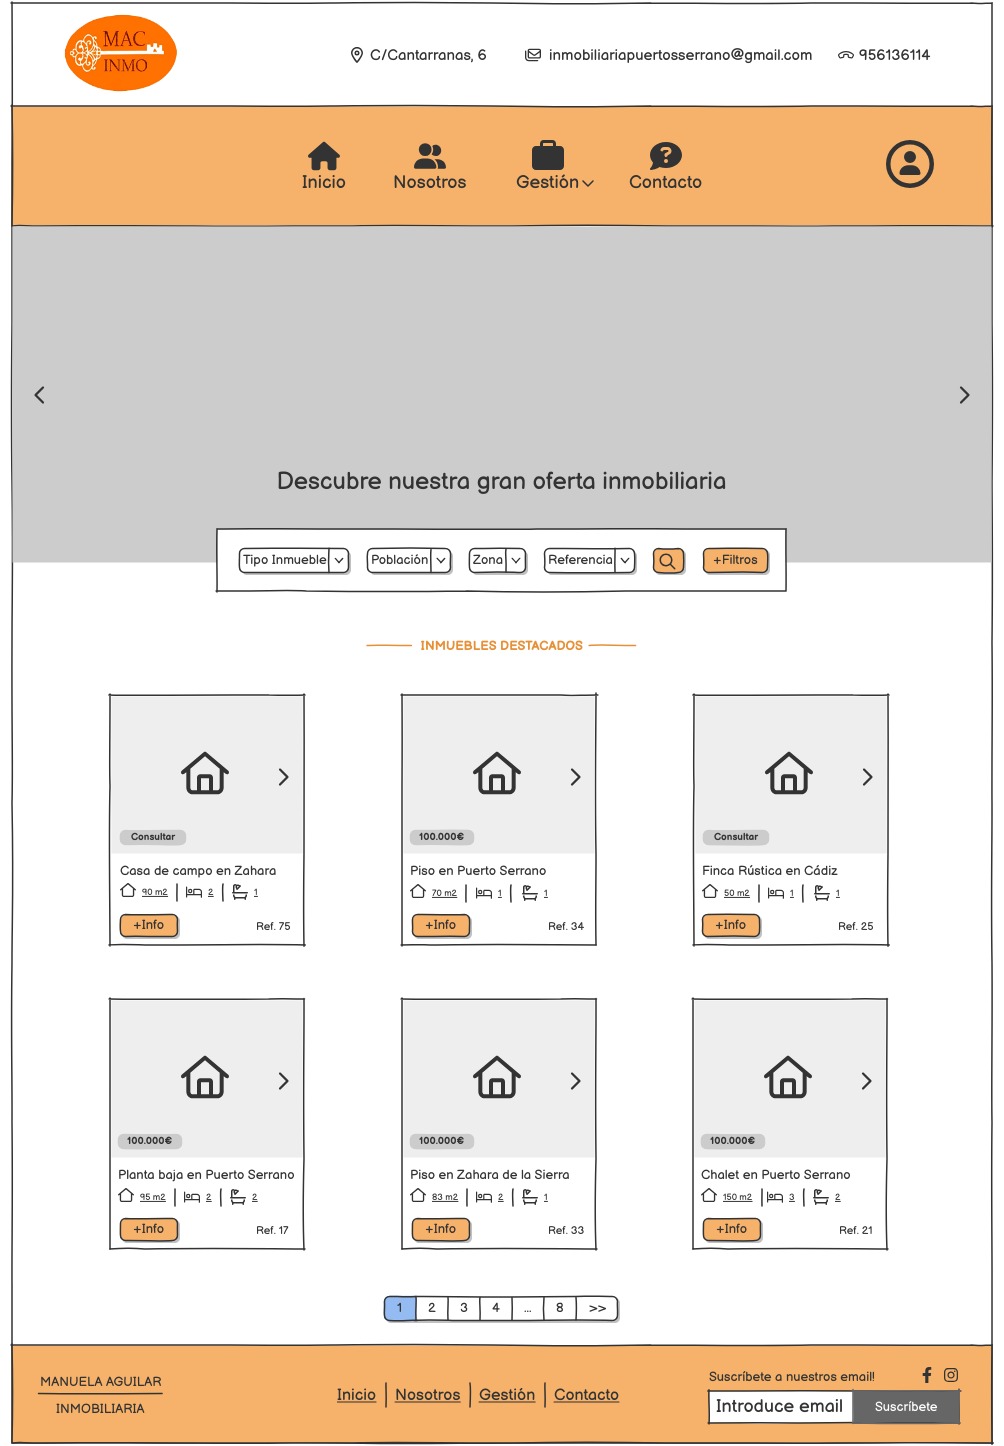 MAC
INMO
C/Cantarranas, 6 inmobiliariapuertosserrano@gmail.com 956136114
Inicio Nosotros Gestión Contacto
Descubre nuestra gran oferta inmobiliaria
Tipo Inmueble Población Zona Referencia +Filtros
INMUEBLES DESTACADOS
Consultar 100.000€ Consultar
Casa de campo en Zahara Piso en Puerto Serrano Finca Rústica en Cádiz
90 m2 2 1 70 m2 1 1 50 m2 1 1
+Info Ref. 75 +Info Ref. 34 +Info Ref. 25
100.000€ 100.000€ 100.000€
Planta baja en Puerto Serrano Piso en Zahara de la Sierra Chalet en Puerto Serrano
95 m2 2 2 83 m2 2 1 150 m2 3 2
+Info Ref. 17 +Info Ref. 33 +Info Ref. 21
1 2 3 4 ... 8 >>
MANUELA AGUILAR
INMOBILIARIA
Inicio Nosotros Gestión Contacto
Suscríbete a nuestros email!
Introduce email Suscríbete